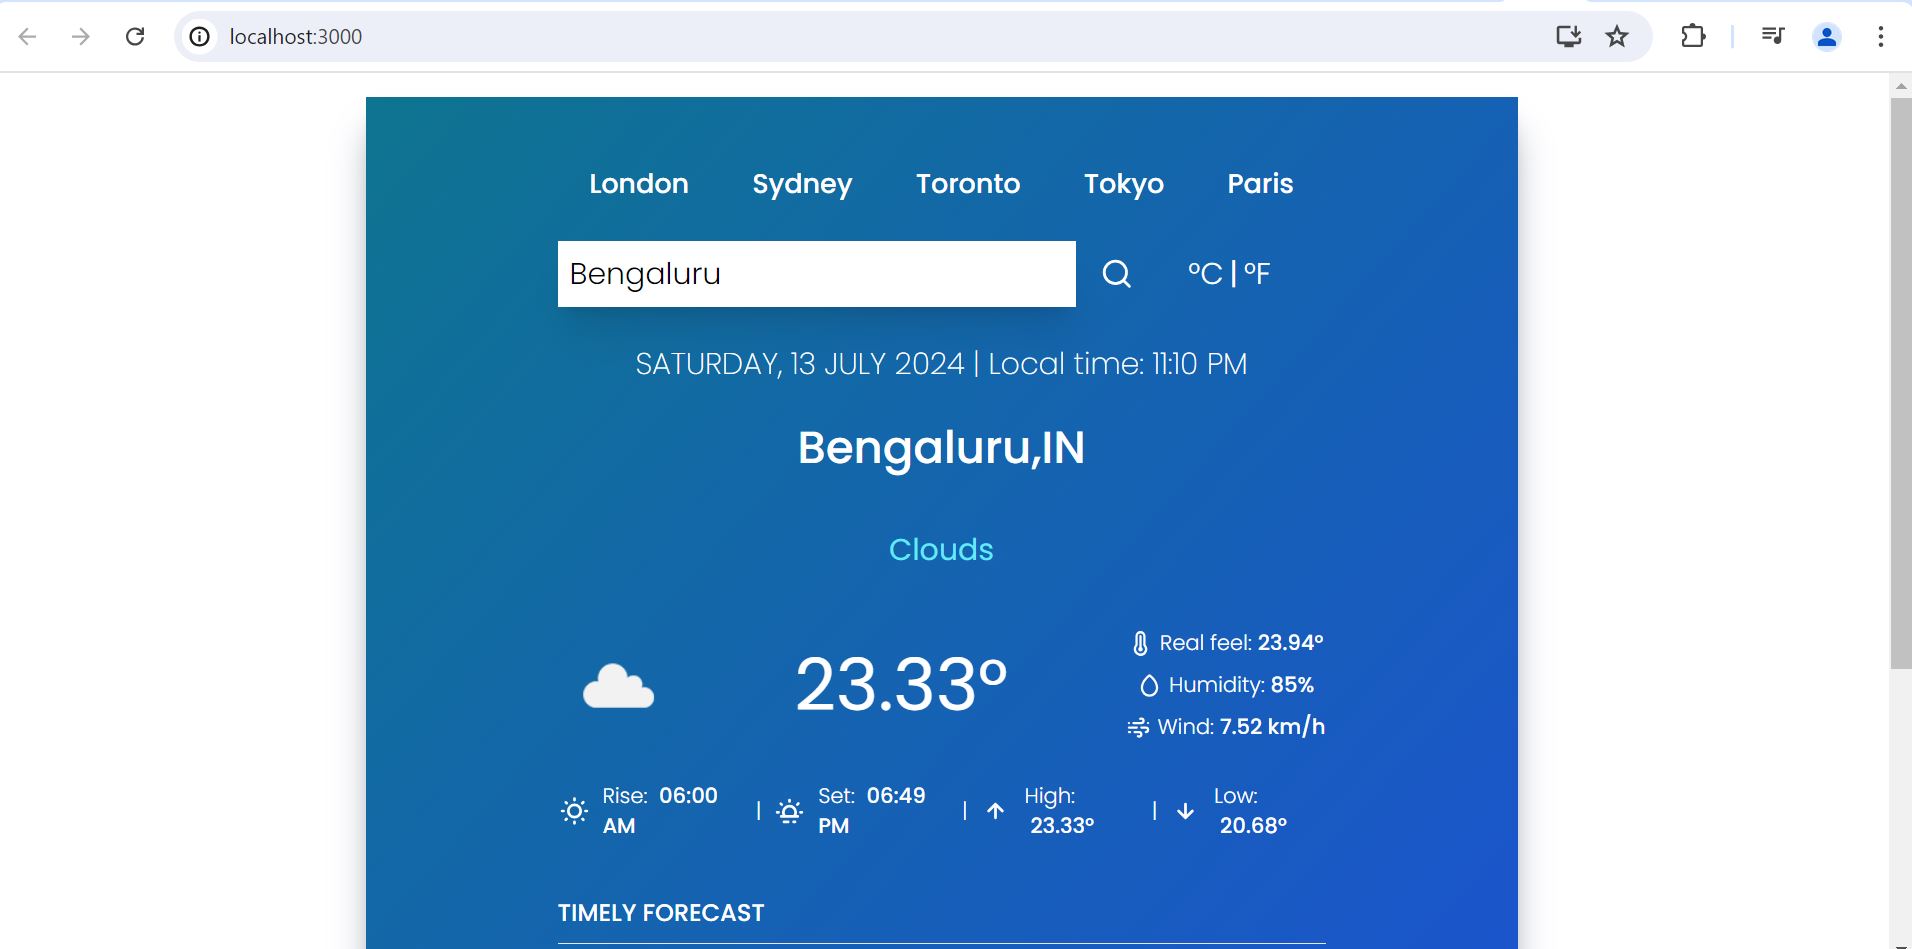 localhost:3000
London Sydney Toronto Tokyo Paris
Bengaluru °C | °F
SATURDAY, 13 JULY 2024 | Local time: 11:10 PM
Bengaluru,IN
Clouds
23.33°
Real feel: 23.94°
Humidity: 85%
Wind: 7.52 km/h
Rise: 06:00
AM
|
Set: 06:49
PM
|
High:
23.33°
|
Low:
20.68°
TIMELY FORECAST